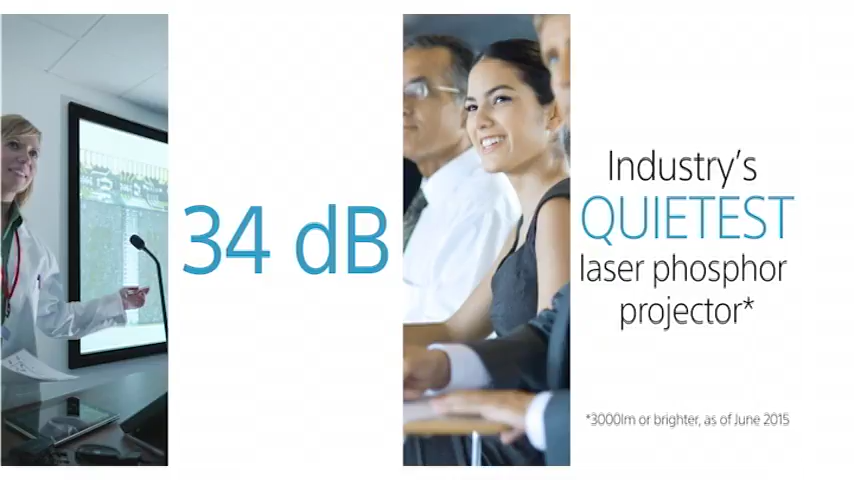 34 dB
Industry's
QUIETEST
laser phosphor
projector*
*3000lm or brighter, as of June 2015